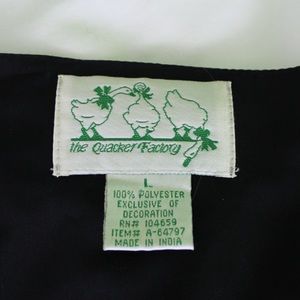 the Quacker Factory
L
100% POLYESTER
EXCLUSIVE OF
DECORATION
RN# 104659
ITEM# A-64797
MADE IN INDIA